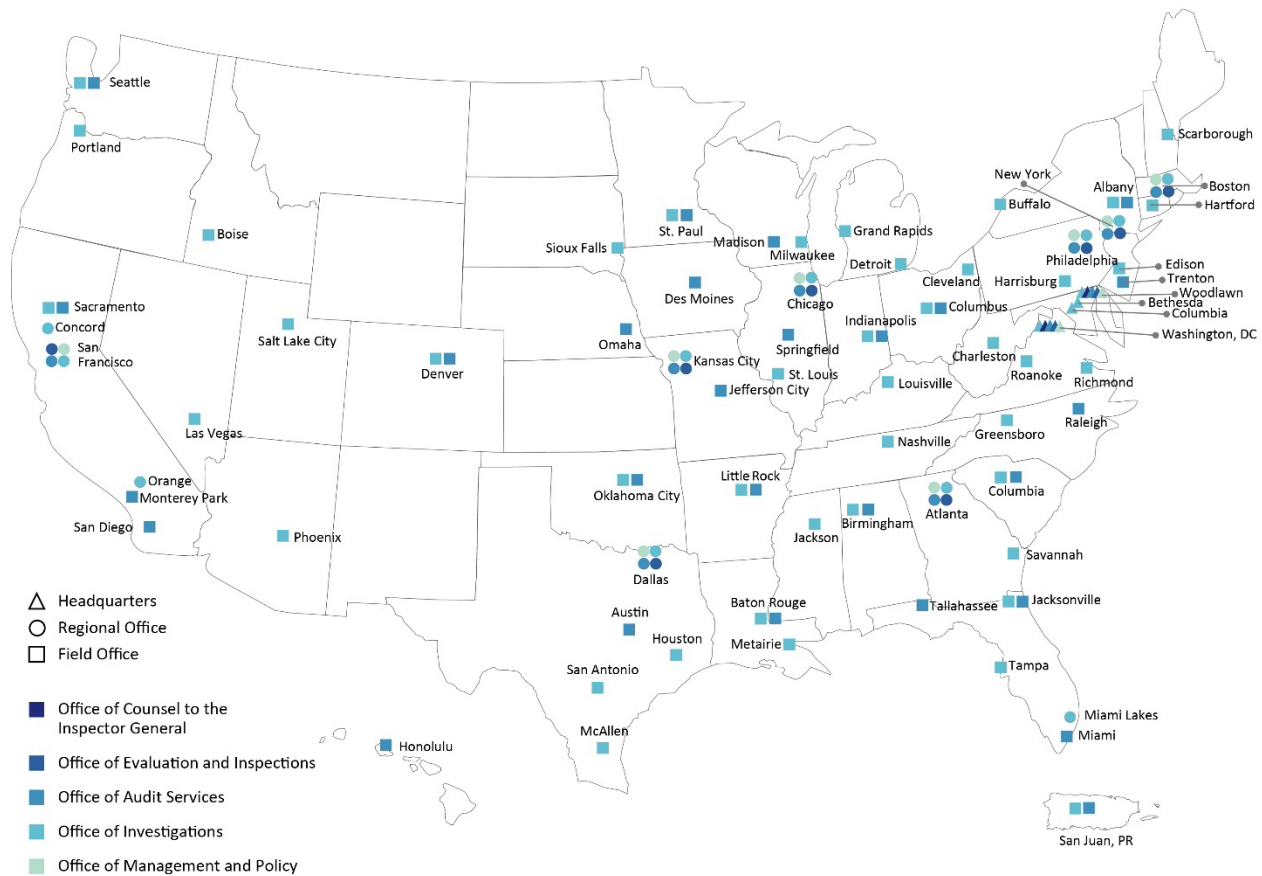 Seattle
Portland
Boise
Sacramento
Concord
San
Francisco
Salt Lake City
Denver
Las Vegas
Orange
Monterey Park
San Diego
Phoenix
Sioux Falls
St. Paul
Madison
Milwaukee
Grand Rapids
Detroit
Cleveland
Des Moines
Chicago
Omaha
Springfield
Indianapolis
Columbus
Kansas City
St. Louis
Jefferson City
Louisville
Charleston
Roanoke
Richmond
Raleigh
Greensboro
Nashville
Oklahoma City
Little Rock
Columbia
Atlanta
Birmingham
Jackson
Savannah
Dallas
Austin
Houston
San Antonio
McAllen
Baton Rouge
Metairie
Tallahassee
Jacksonville
Tampa
Miami Lakes
Miami
San Juan, PR
Honolulu
New York
Buffalo
Albany
Scarborough
Boston
Hartford
Philadelphia
Harrisburg
Edison
Trenton
Woodlawn
Bethesda
Columbia
Washington, DC
Headquarters
Regional Office
Field Office
Office of Counsel to the
Inspector General
Office of Evaluation and Inspections
Office of Audit Services
Office of Investigations
Office of Management and Policy